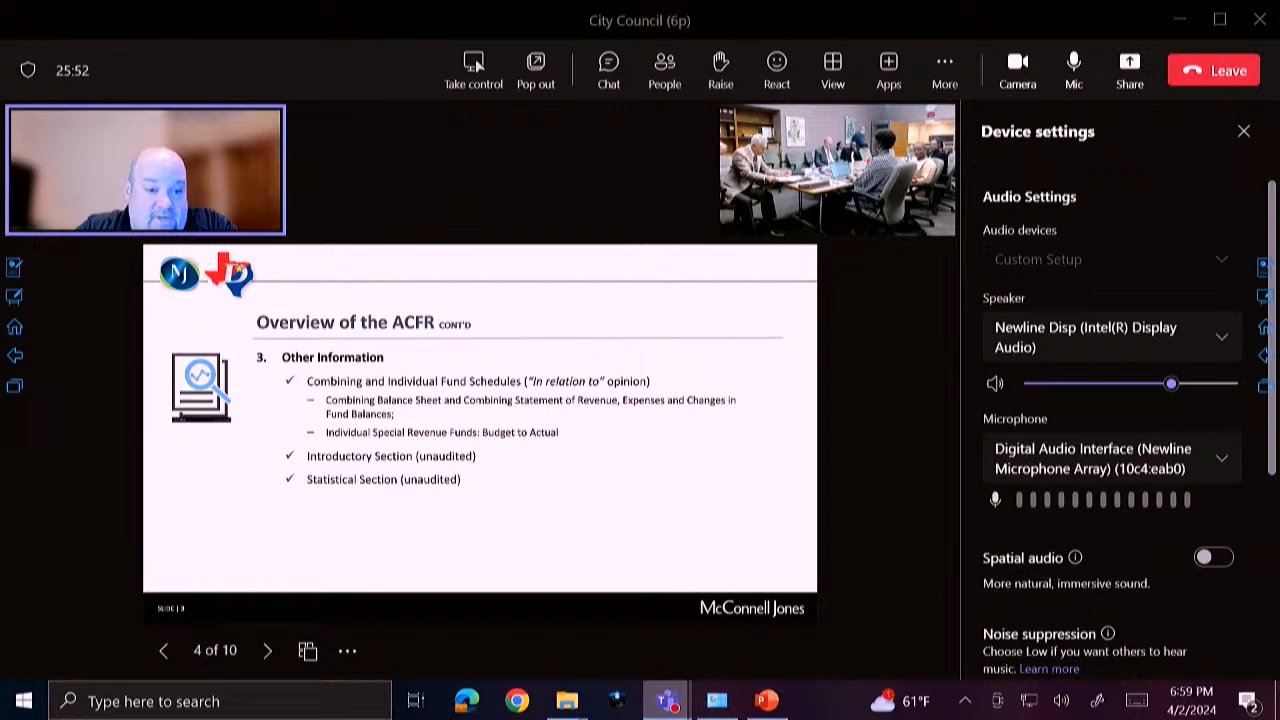 City Council (6p)
25:52
Take control
Pop out
Chat
People
Raise
React
View
Apps
More
Camera
Mic
Share
Leave
Device settings
Audio Settings
Audio devices
Custom Setup
Speaker
Newline Disp (Intel(R) Display
Audio)
Microphone
Digital Audio Interface (Newline
Microphone Array) (10c4:eab0)
Spatial audio
More natural, immersive sound.
Noise suppression
Choose Low if you want others to hear
music. Learn more
MJ
D
Overview of the ACFR CONT'D
3. Other Information
✓ Combining and Individual Fund Schedules ("In relation to" opinion)
– Combining Balance Sheet and Combining Statement of Revenue, Expenses and Changes in
Fund Balances;
– Individual Special Revenue Funds: Budget to Actual
✓ Introductory Section (unaudited)
✓ Statistical Section (unaudited)
SLIDE | 3
McConnell Jones
4 of 10
Type here to search
61°F
6:59 PM
4/2/2024
2